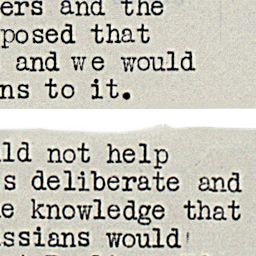 ers and the
posed that
and we would
ns to it.
ld not help
s deliberate and
e knowledge that
ssians would